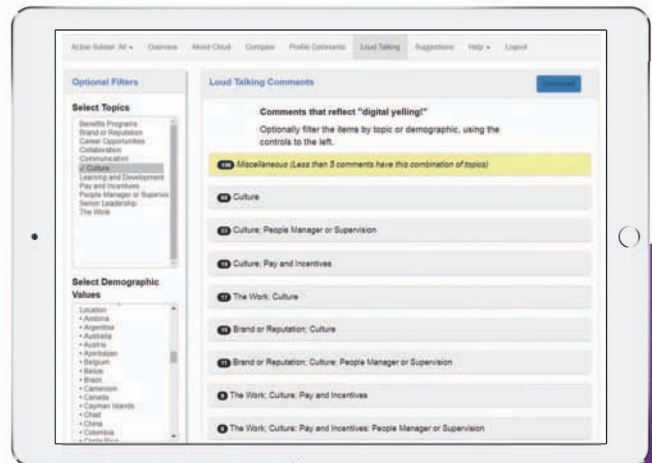 Active Subset: All Overview Mood Cloud Compare Profile Comments Loud Talking Suggestions Help Logout
Optional Filters
Select Topics
Benefits Programs
Brand or Reputation
Career Opportunities
Collaboration
Communication
✓ Culture
Learning and Development
Pay and Incentives
People Manager or Supervisi
Senior Leadership
The Work
Select Demographic
Values
Location
• Andorra
• Argentina
• Australia
• Austria
• Azerbaijan
• Belgium
• Belize
• Brazil
• Cameroon
• Canada
• Cayman Islands
• Chad
• China
• Colombia
• Costa Rica
Loud Talking Comments
Download
Comments that reflect "digital yelling!"
Optionally filter the items by topic or demographic, using the
controls to the left.
Miscellaneous (Less than 5 comments have this combination of topics)
Culture
Culture; People Manager or Supervision
Culture; Pay and Incentives
17 The Work; Culture
Brand or Reputation; Culture
11 Brand or Reputation; Culture; People Manager or Supervision
The Work; Culture; Pay and Incentives
The Work; Culture; Pay and Incentives; People Manager or Supervision